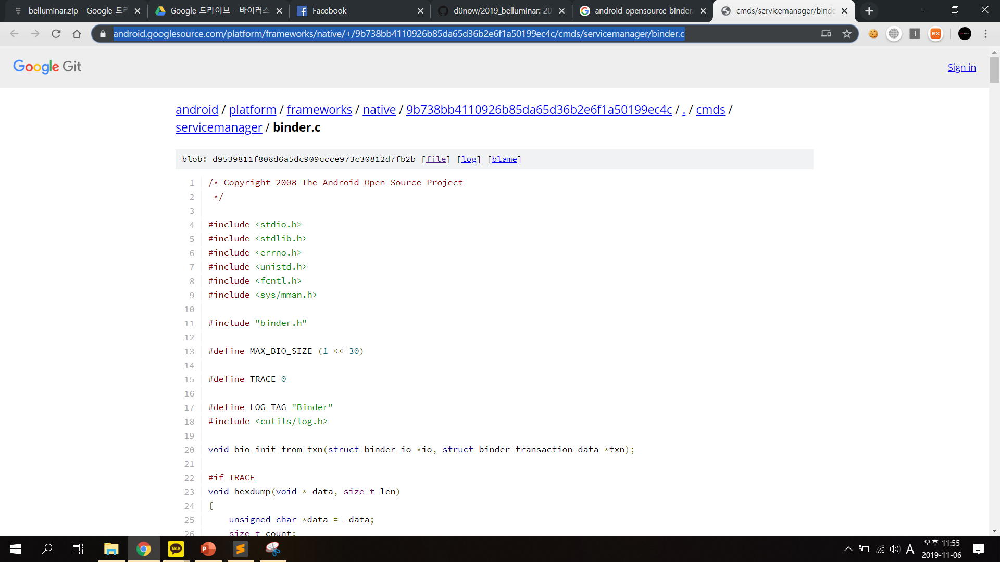 belluminar.zip - Google 드라
Google 드라이브 - 바이러스
Facebook
d0now/2019_belluminar: 20
android opensource binder.
cmds/servicemanager/binde
android.googlesource.com/platform/frameworks/native/+/9b738bb4110926b85da65d36b2e6f1a50199ec4c/cmds/servicemanager/binder.c
EX
Google Git
Sign in
android / platform / frameworks / native / 9b738bb4110926b85da65d36b2e6f1a50199ec4c / . / cmds /
servicemanager / binder.c
blob: d9539811f808d6a5dc909ccce973c30812d7fb2b [file] [log] [blame]
1 /* Copyright 2008 The Android Open Source Project
2 */
3
4 #include <stdio.h>
5 #include <stdlib.h>
6 #include <errno.h>
7 #include <unistd.h>
8 #include <fcntl.h>
9 #include <sys/mman.h>
10
11 #include "binder.h"
12
13 #define MAX_BIO_SIZE (1 << 30)
14
15 #define TRACE 0
16
17 #define LOG_TAG "Binder"
18 #include <cutils/log.h>
19
20 void bio_init_from_txn(struct binder_io *io, struct binder_transaction_data *txn);
21
22 #if TRACE
23 void hexdump(void *_data, size_t len)
24 {
25 unsigned char *data = _data;
26 size_t count;
TALK
A
오후 11:55
2019-11-06